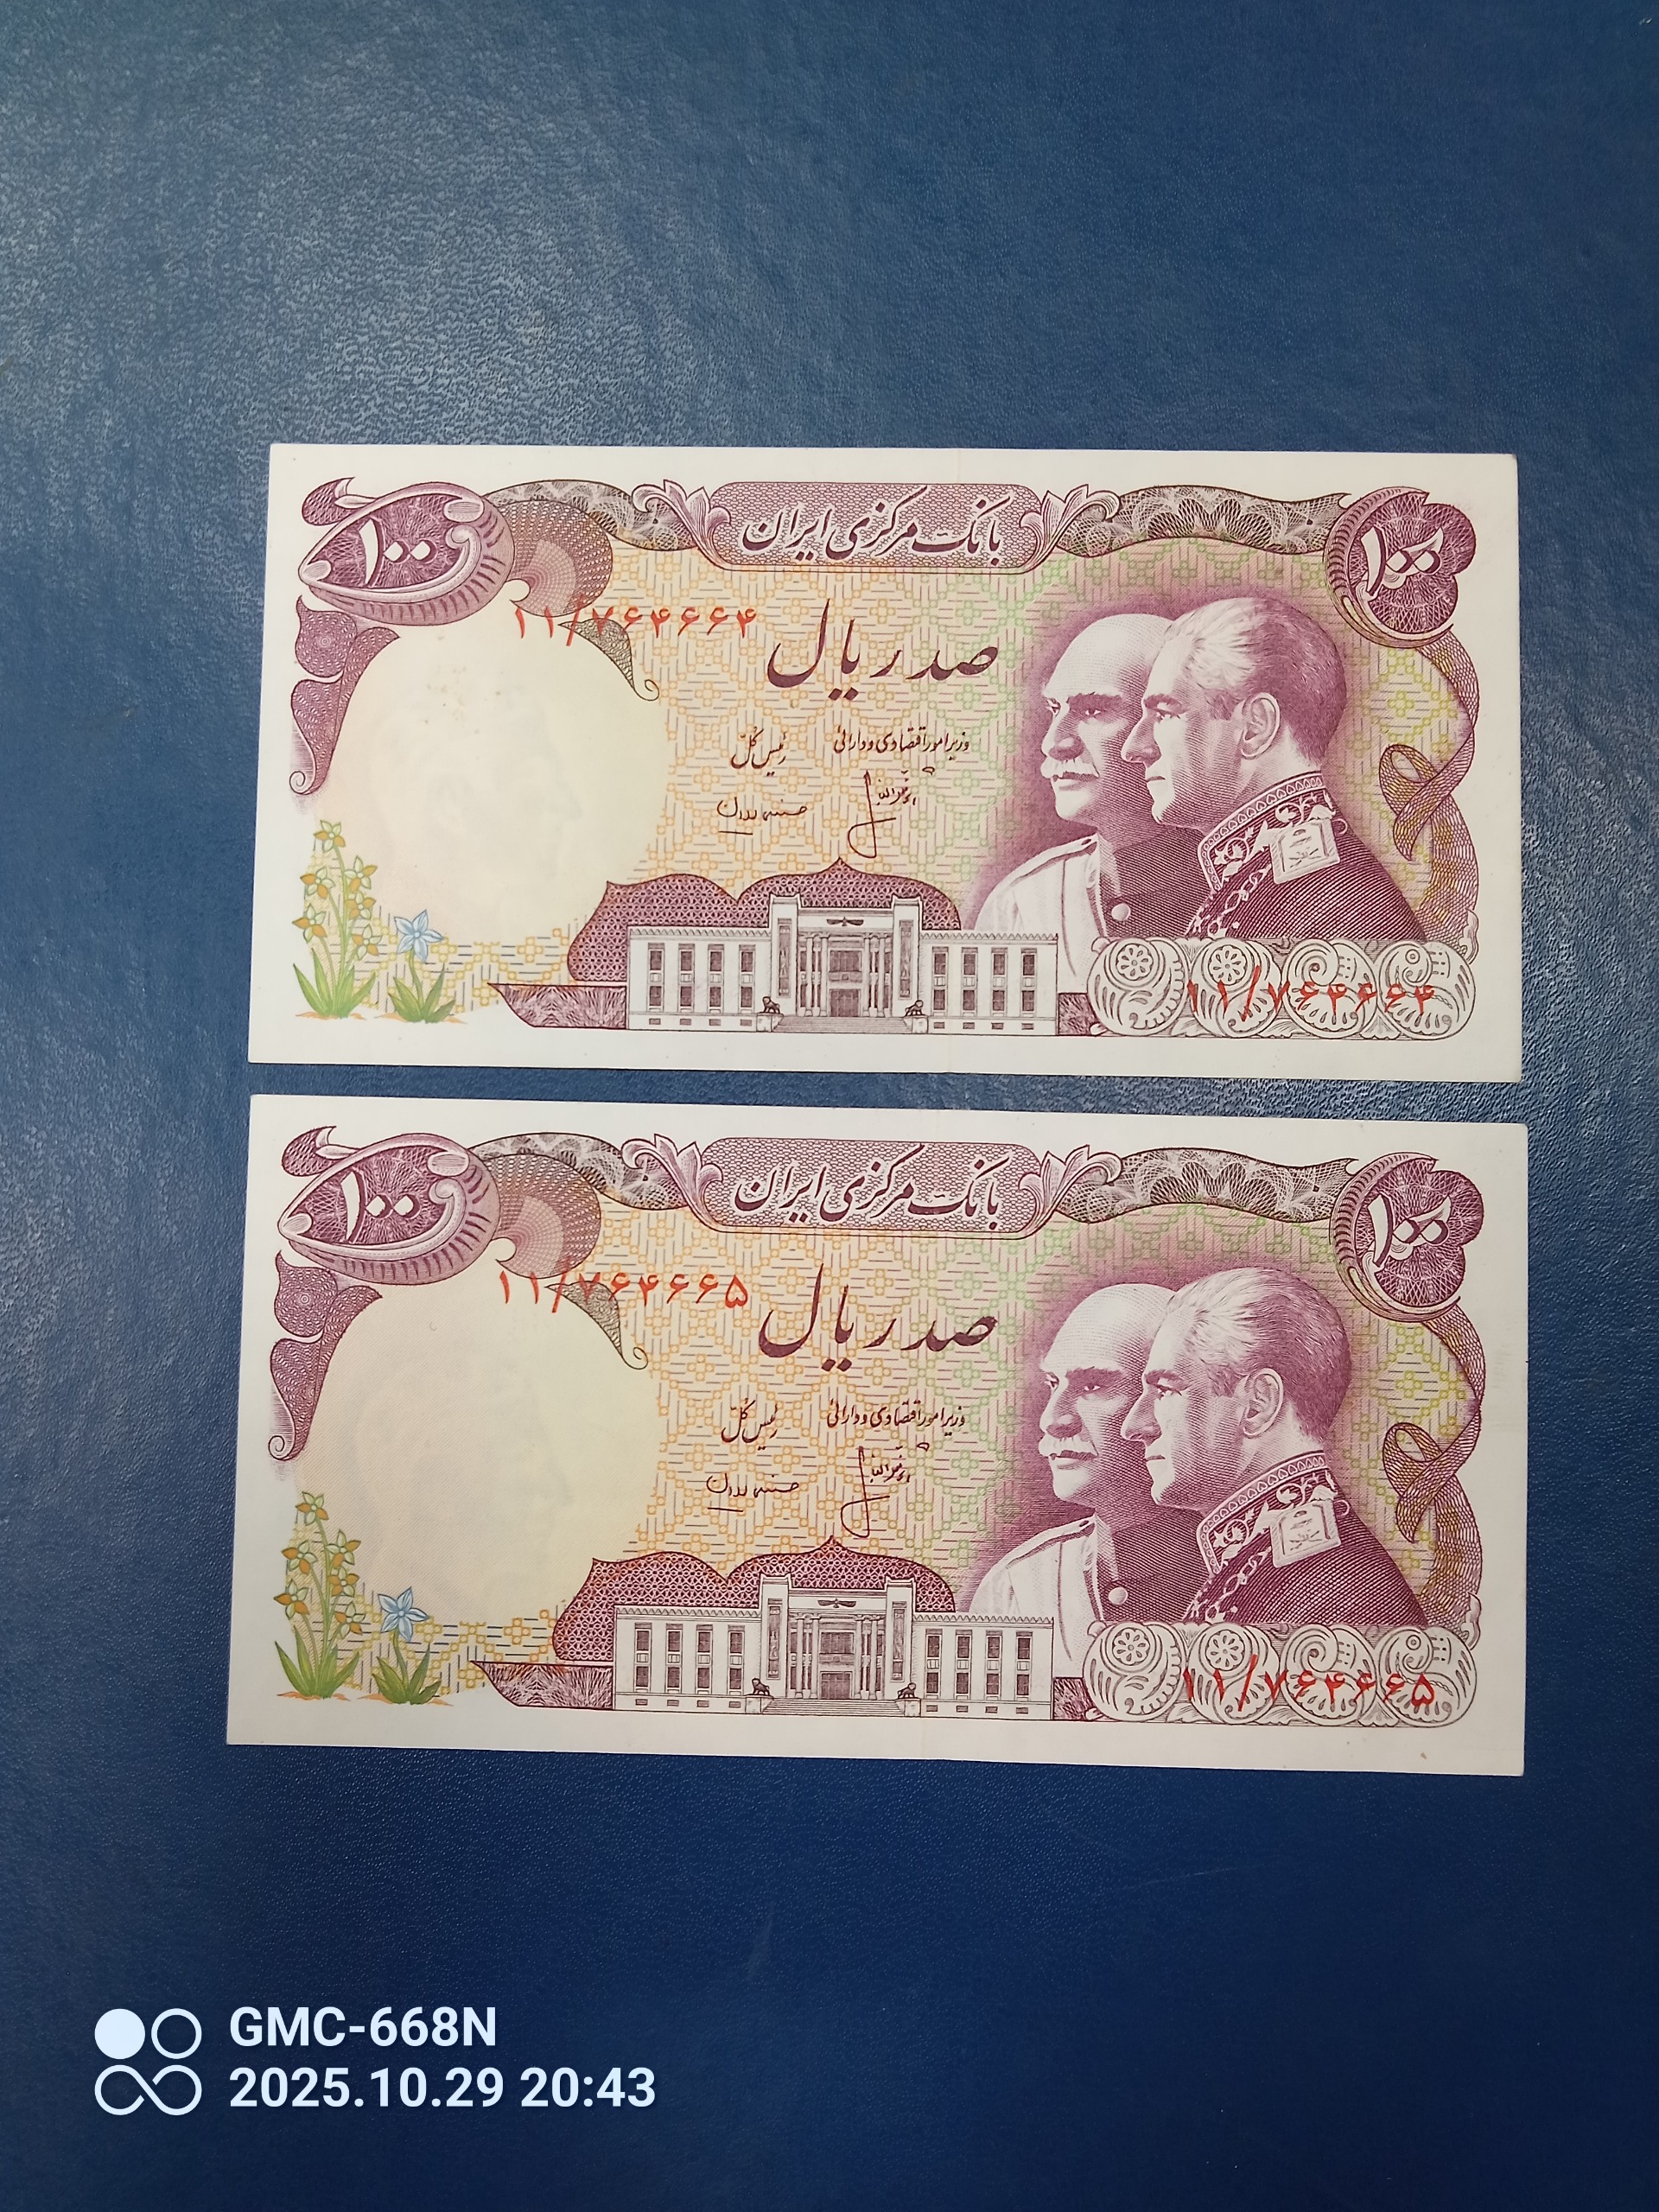 ۱۰۰
بانک مرکزی ایران
۱۰۰
۱۱/۷۶۴۶۶۴
صد ریال
وزیر امور اقتصادی و دارائی
رئیس کل
۱۱/۷۶۴۶۶۴
۱۰۰
بانک مرکزی ایران
۱۰۰
۱۱/۷۶۴۶۶۵
صد ریال
وزیر امور اقتصادی و دارائی
رئیس کل
۱۱/۷۶۴۶۶۵
GMC-668N
2025.10.29 20:43